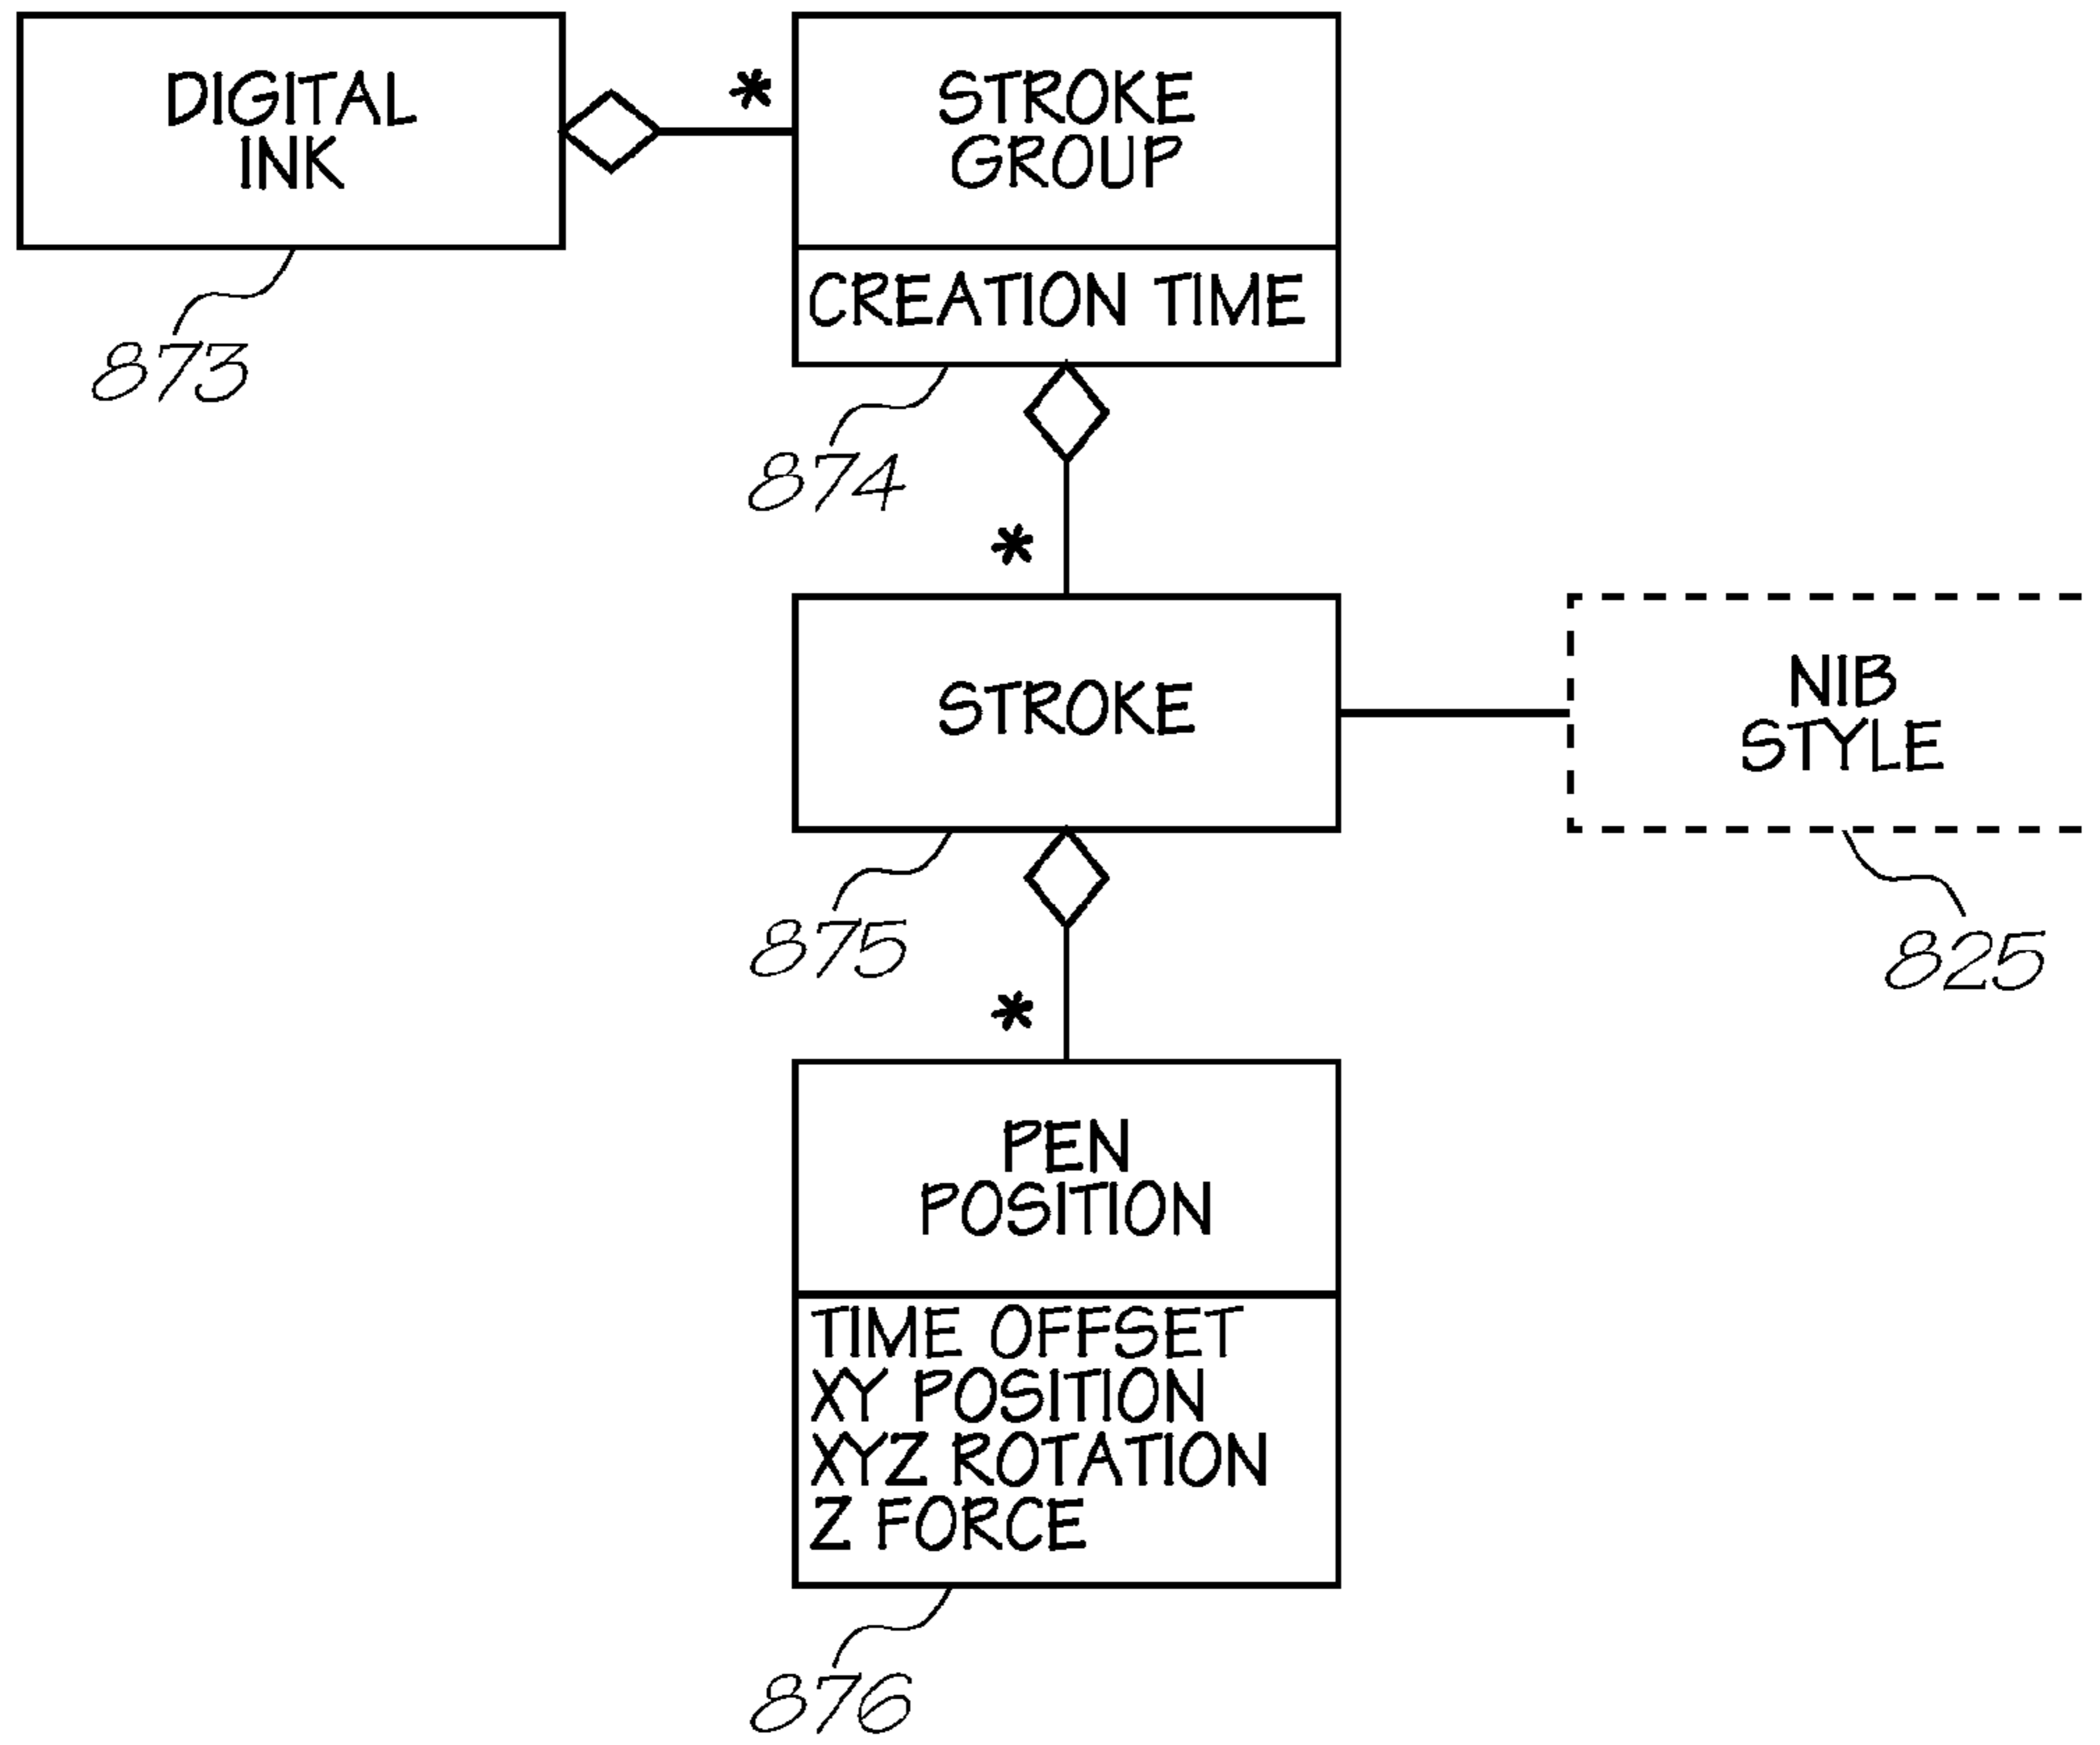 DIGITAL
INK
*
STROKE
GROUP
CREATION TIME
873
874
*
STROKE
NIB
STYLE
875
825
*
PEN
POSITION
TIME OFFSET
XY POSITION
XYZ ROTATION
Z FORCE
876